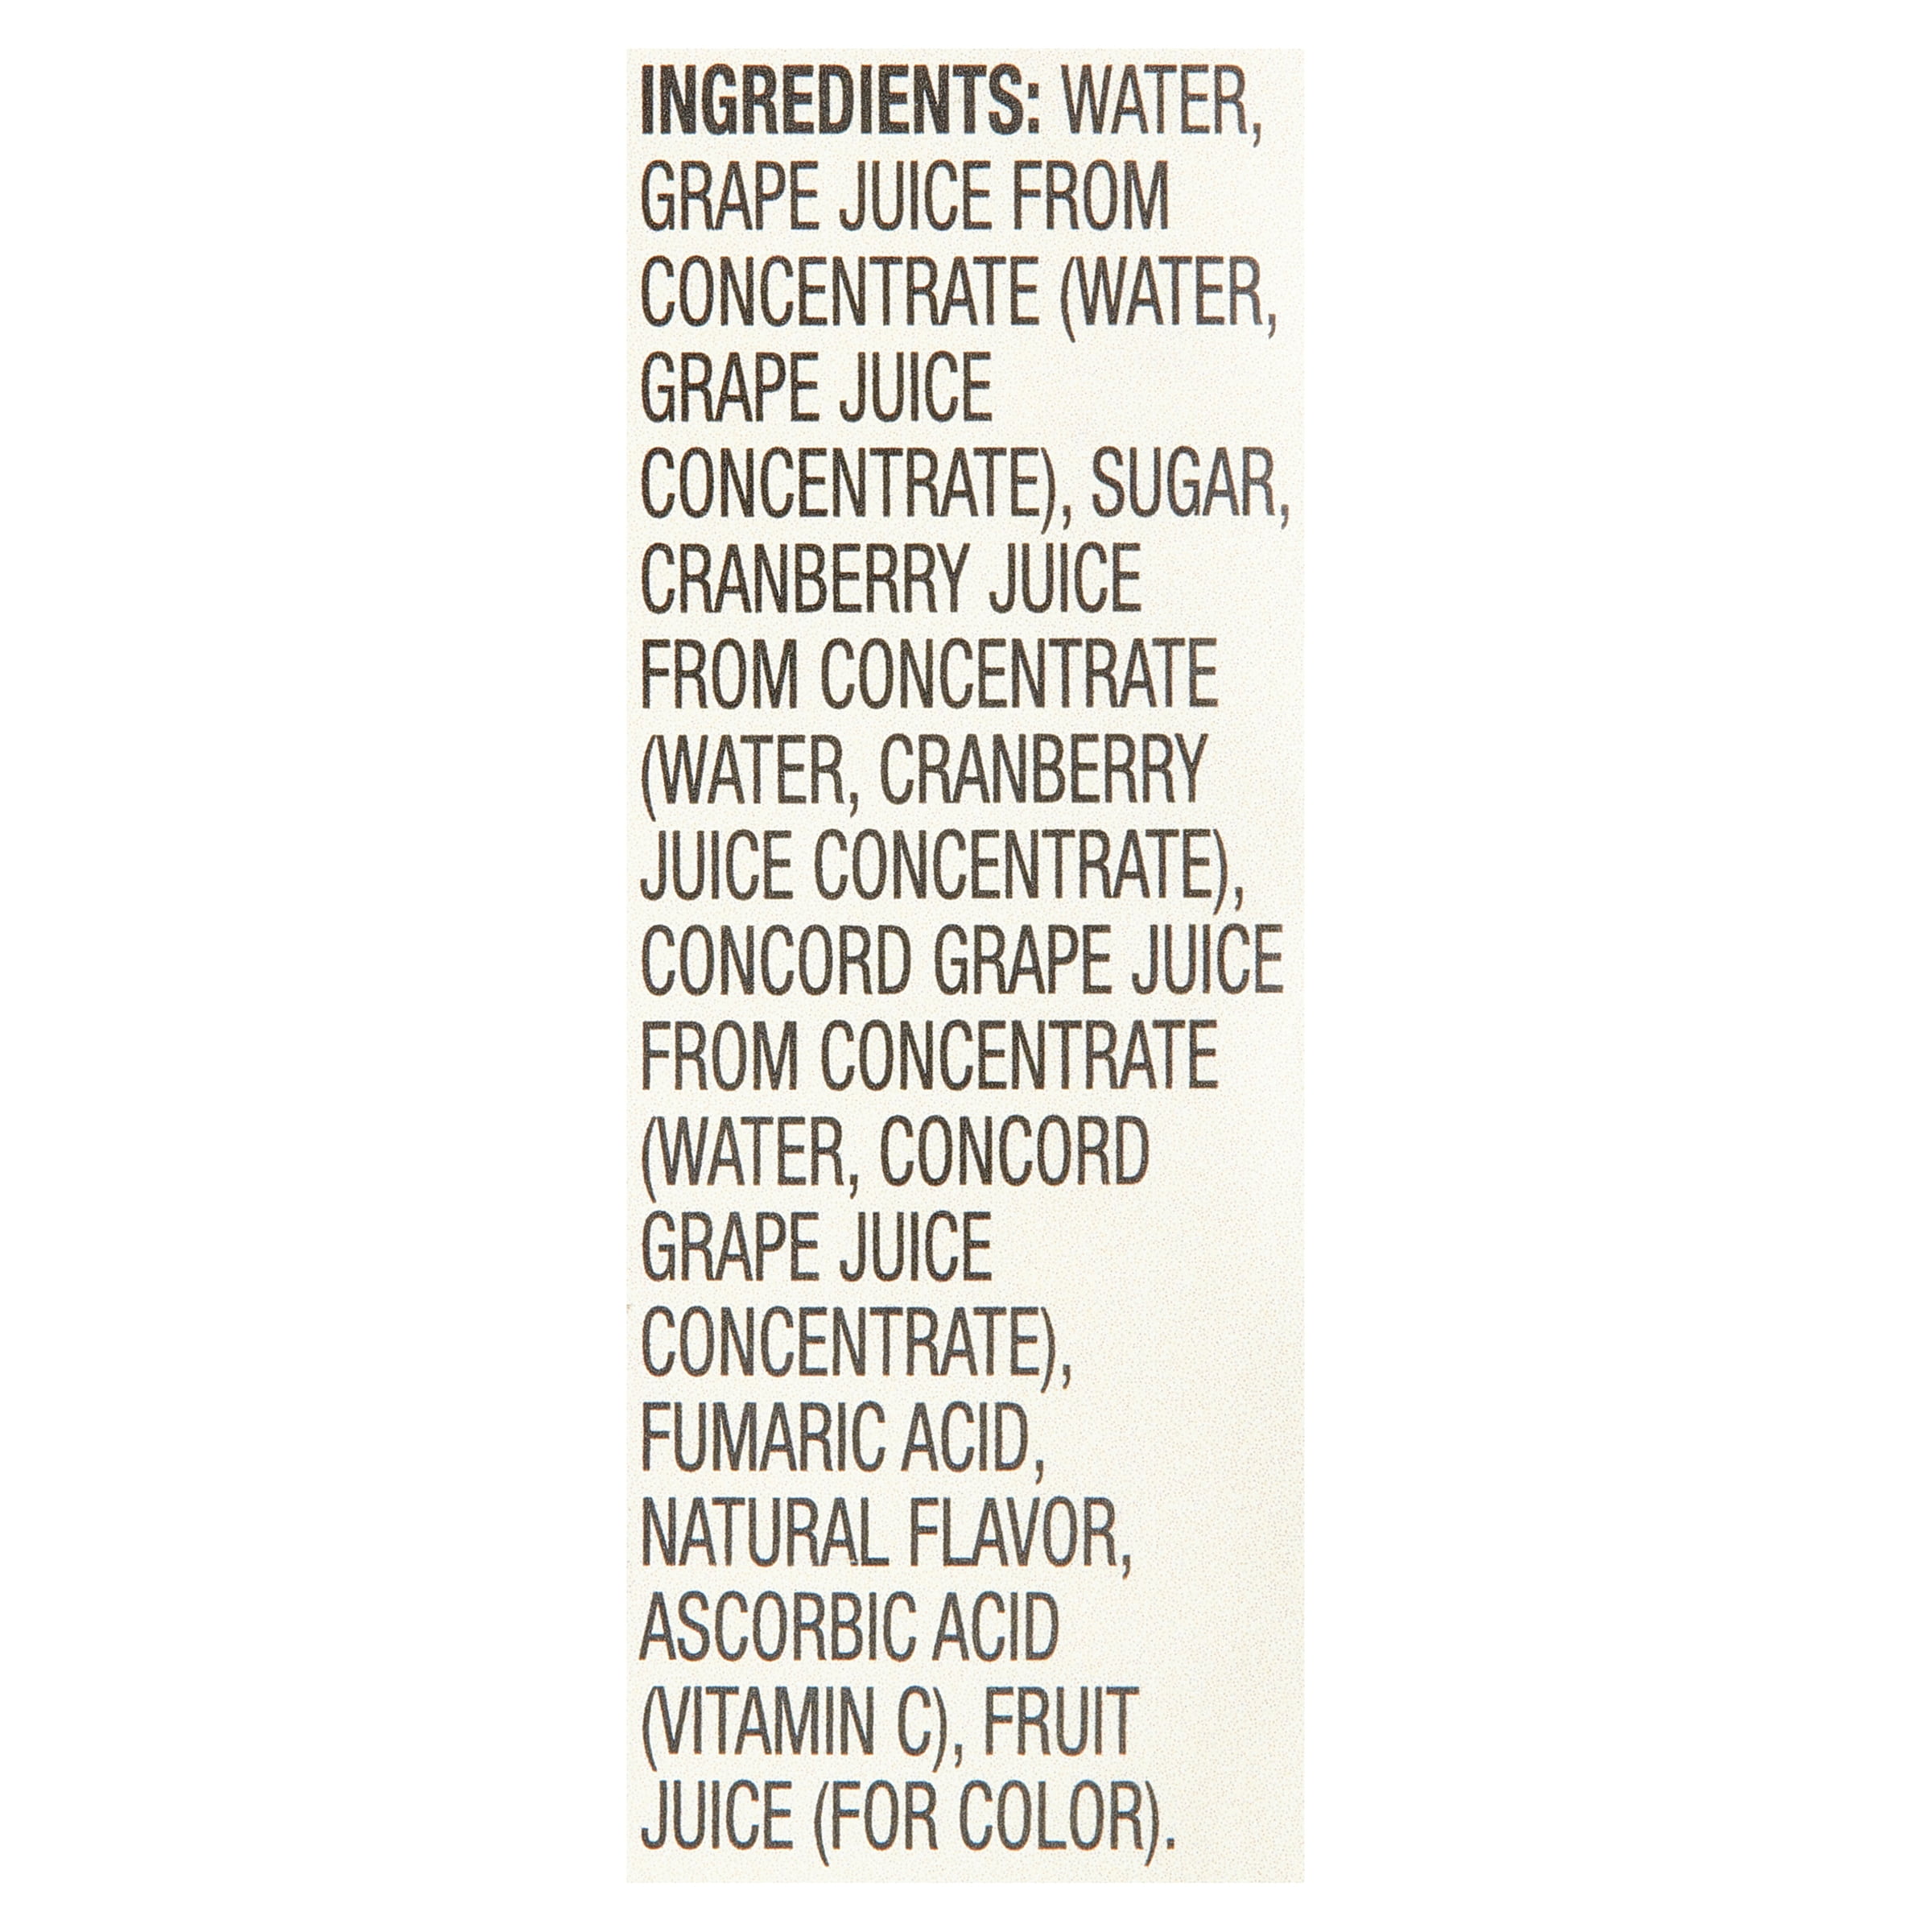 INGREDIENTS: WATER,
GRAPE JUICE FROM
CONCENTRATE (WATER,
GRAPE JUICE
CONCENTRATE), SUGAR,
CRANBERRY JUICE
FROM CONCENTRATE
(WATER, CRANBERRY
JUICE CONCENTRATE),
CONCORD GRAPE JUICE
FROM CONCENTRATE
(WATER, CONCORD
GRAPE JUICE
CONCENTRATE),
FUMARIC ACID,
NATURAL FLAVOR,
ASCORBIC ACID
(VITAMIN C), FRUIT
JUICE (FOR COLOR).